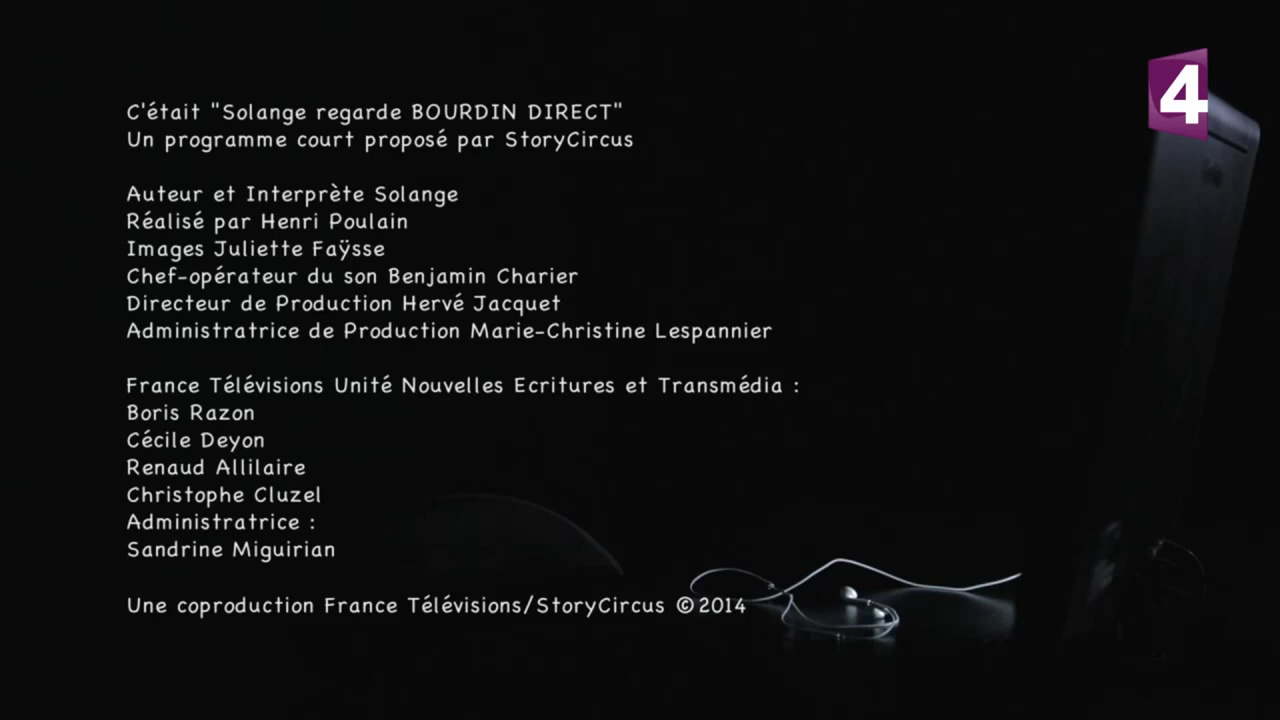 4
C'était "Solange regarde BOURDIN DIRECT"
Un programme court proposé par StoryCircus
Auteur et Interprète Solange
Réalisé par Henri Poulain
Images Juliette Faÿsse
Chef-opérateur du son Benjamin Charier
Directeur de Production Hervé Jacquet
Administratrice de Production Marie-Christine Lespannier
France Télévisions Unité Nouvelles Ecritures et Transmédia :
Boris Razon
Cécile Deyon
Renaud Allilaire
Christophe Cluzel
Administratrice :
Sandrine Miguirian
Une coproduction France Télévisions/StoryCircus ©2014